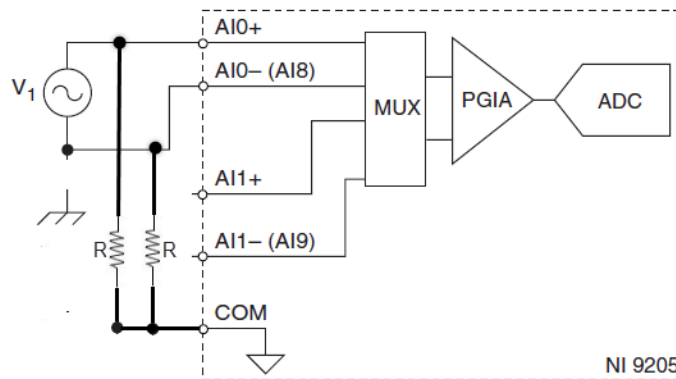 AI0+
V1
AI0– (AI8)
MUX
PGIA
ADC
AI1+
R
R
AI1– (AI9)
COM
NI 9205